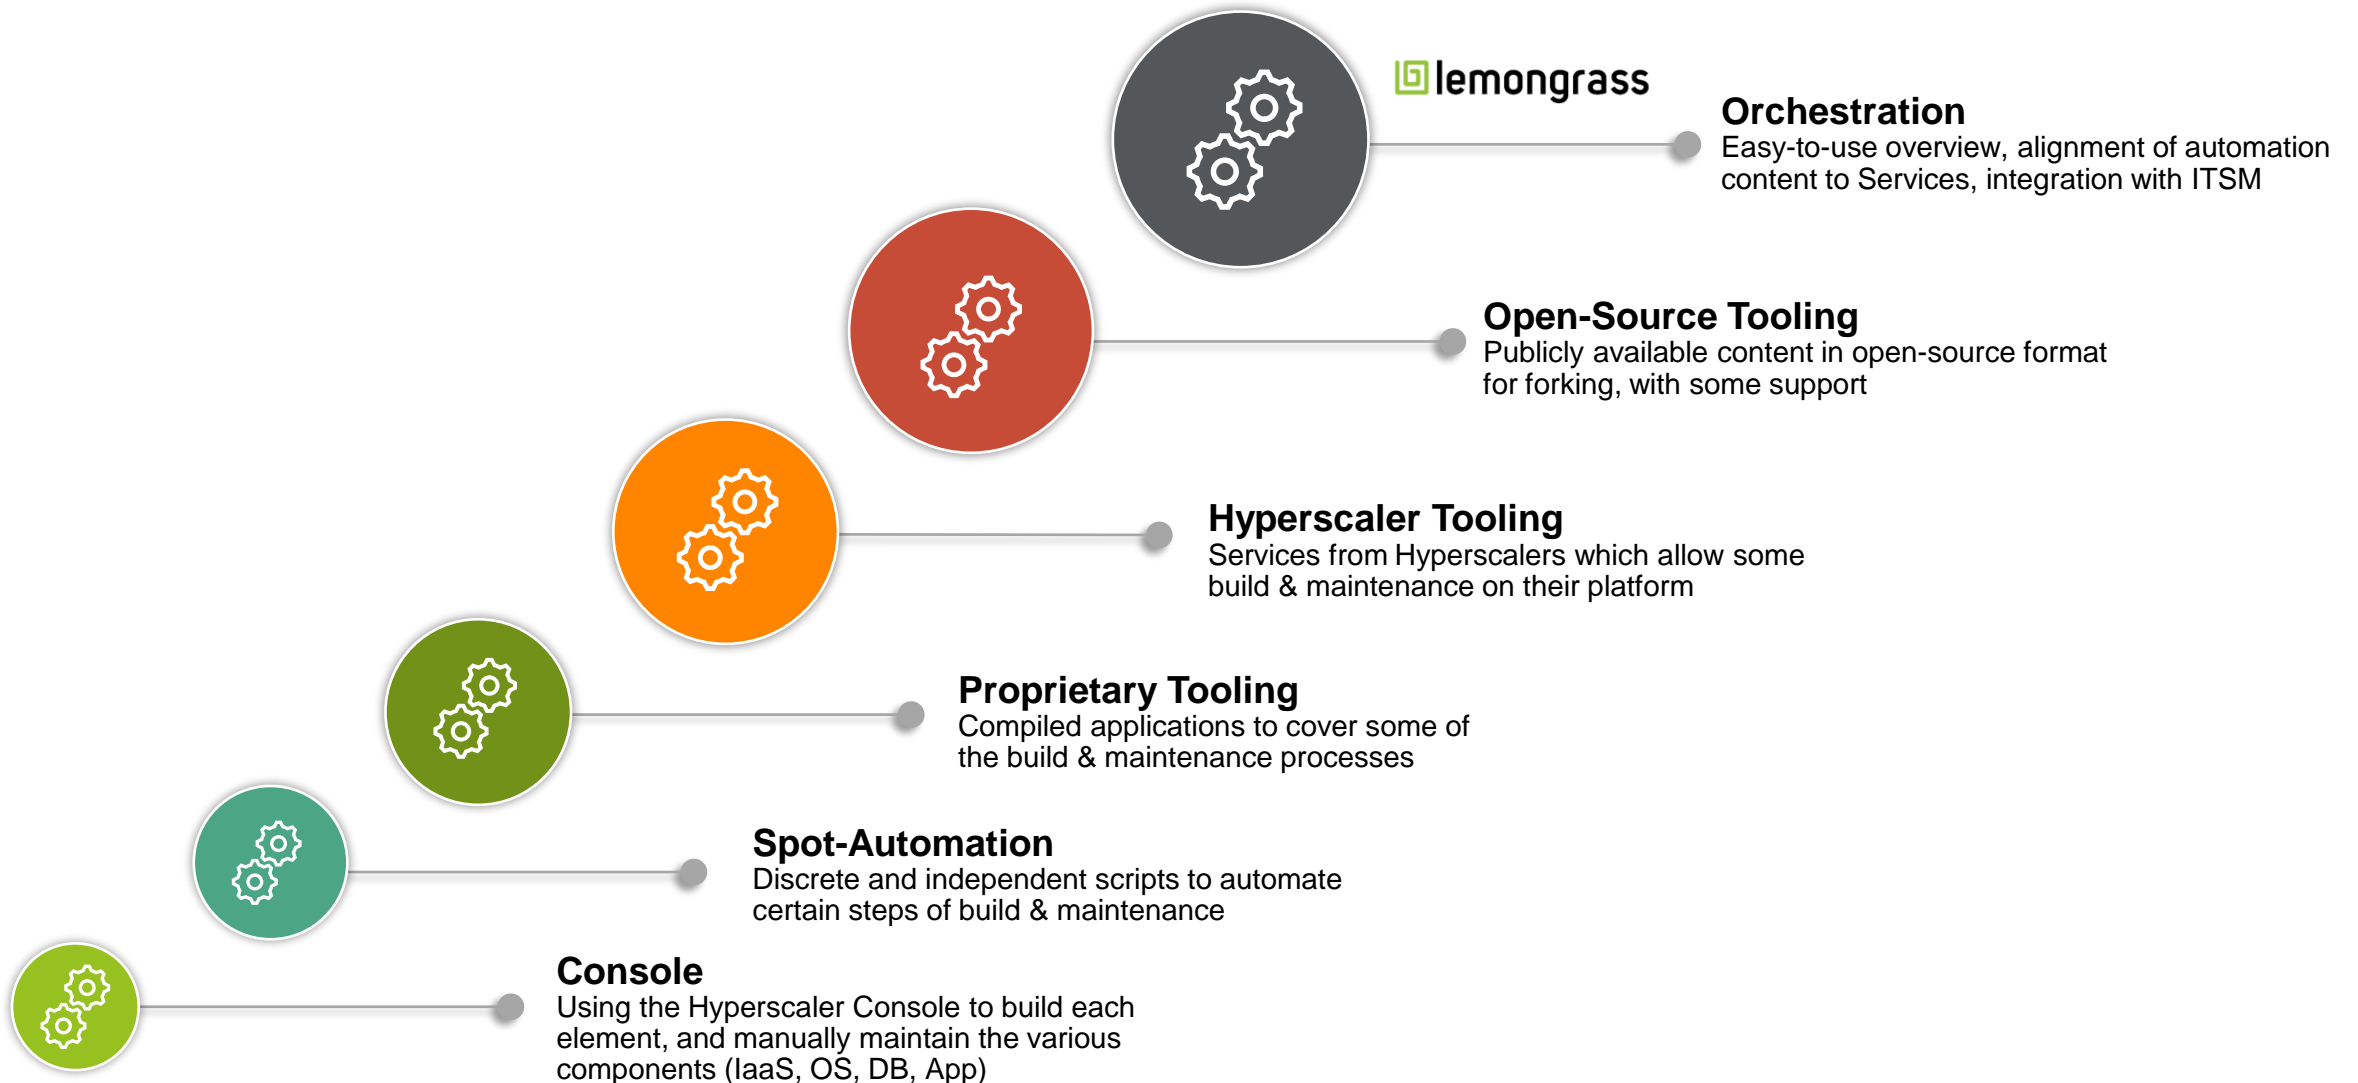 lemongrass
Orchestration
Easy-to-use overview, alignment of automation
content to Services, integration with ITSM
Open-Source Tooling
Publicly available content in open-source format
for forking, with some support
Hyperscaler Tooling
Services from Hyperscalers which allow some
build & maintenance on their platform
Proprietary Tooling
Compiled applications to cover some of
the build & maintenance processes
Spot-Automation
Discrete and independent scripts to automate
certain steps of build & maintenance
Console
Using the Hyperscaler Console to build each
element, and manually maintain the various
components (IaaS, OS, DB, App)